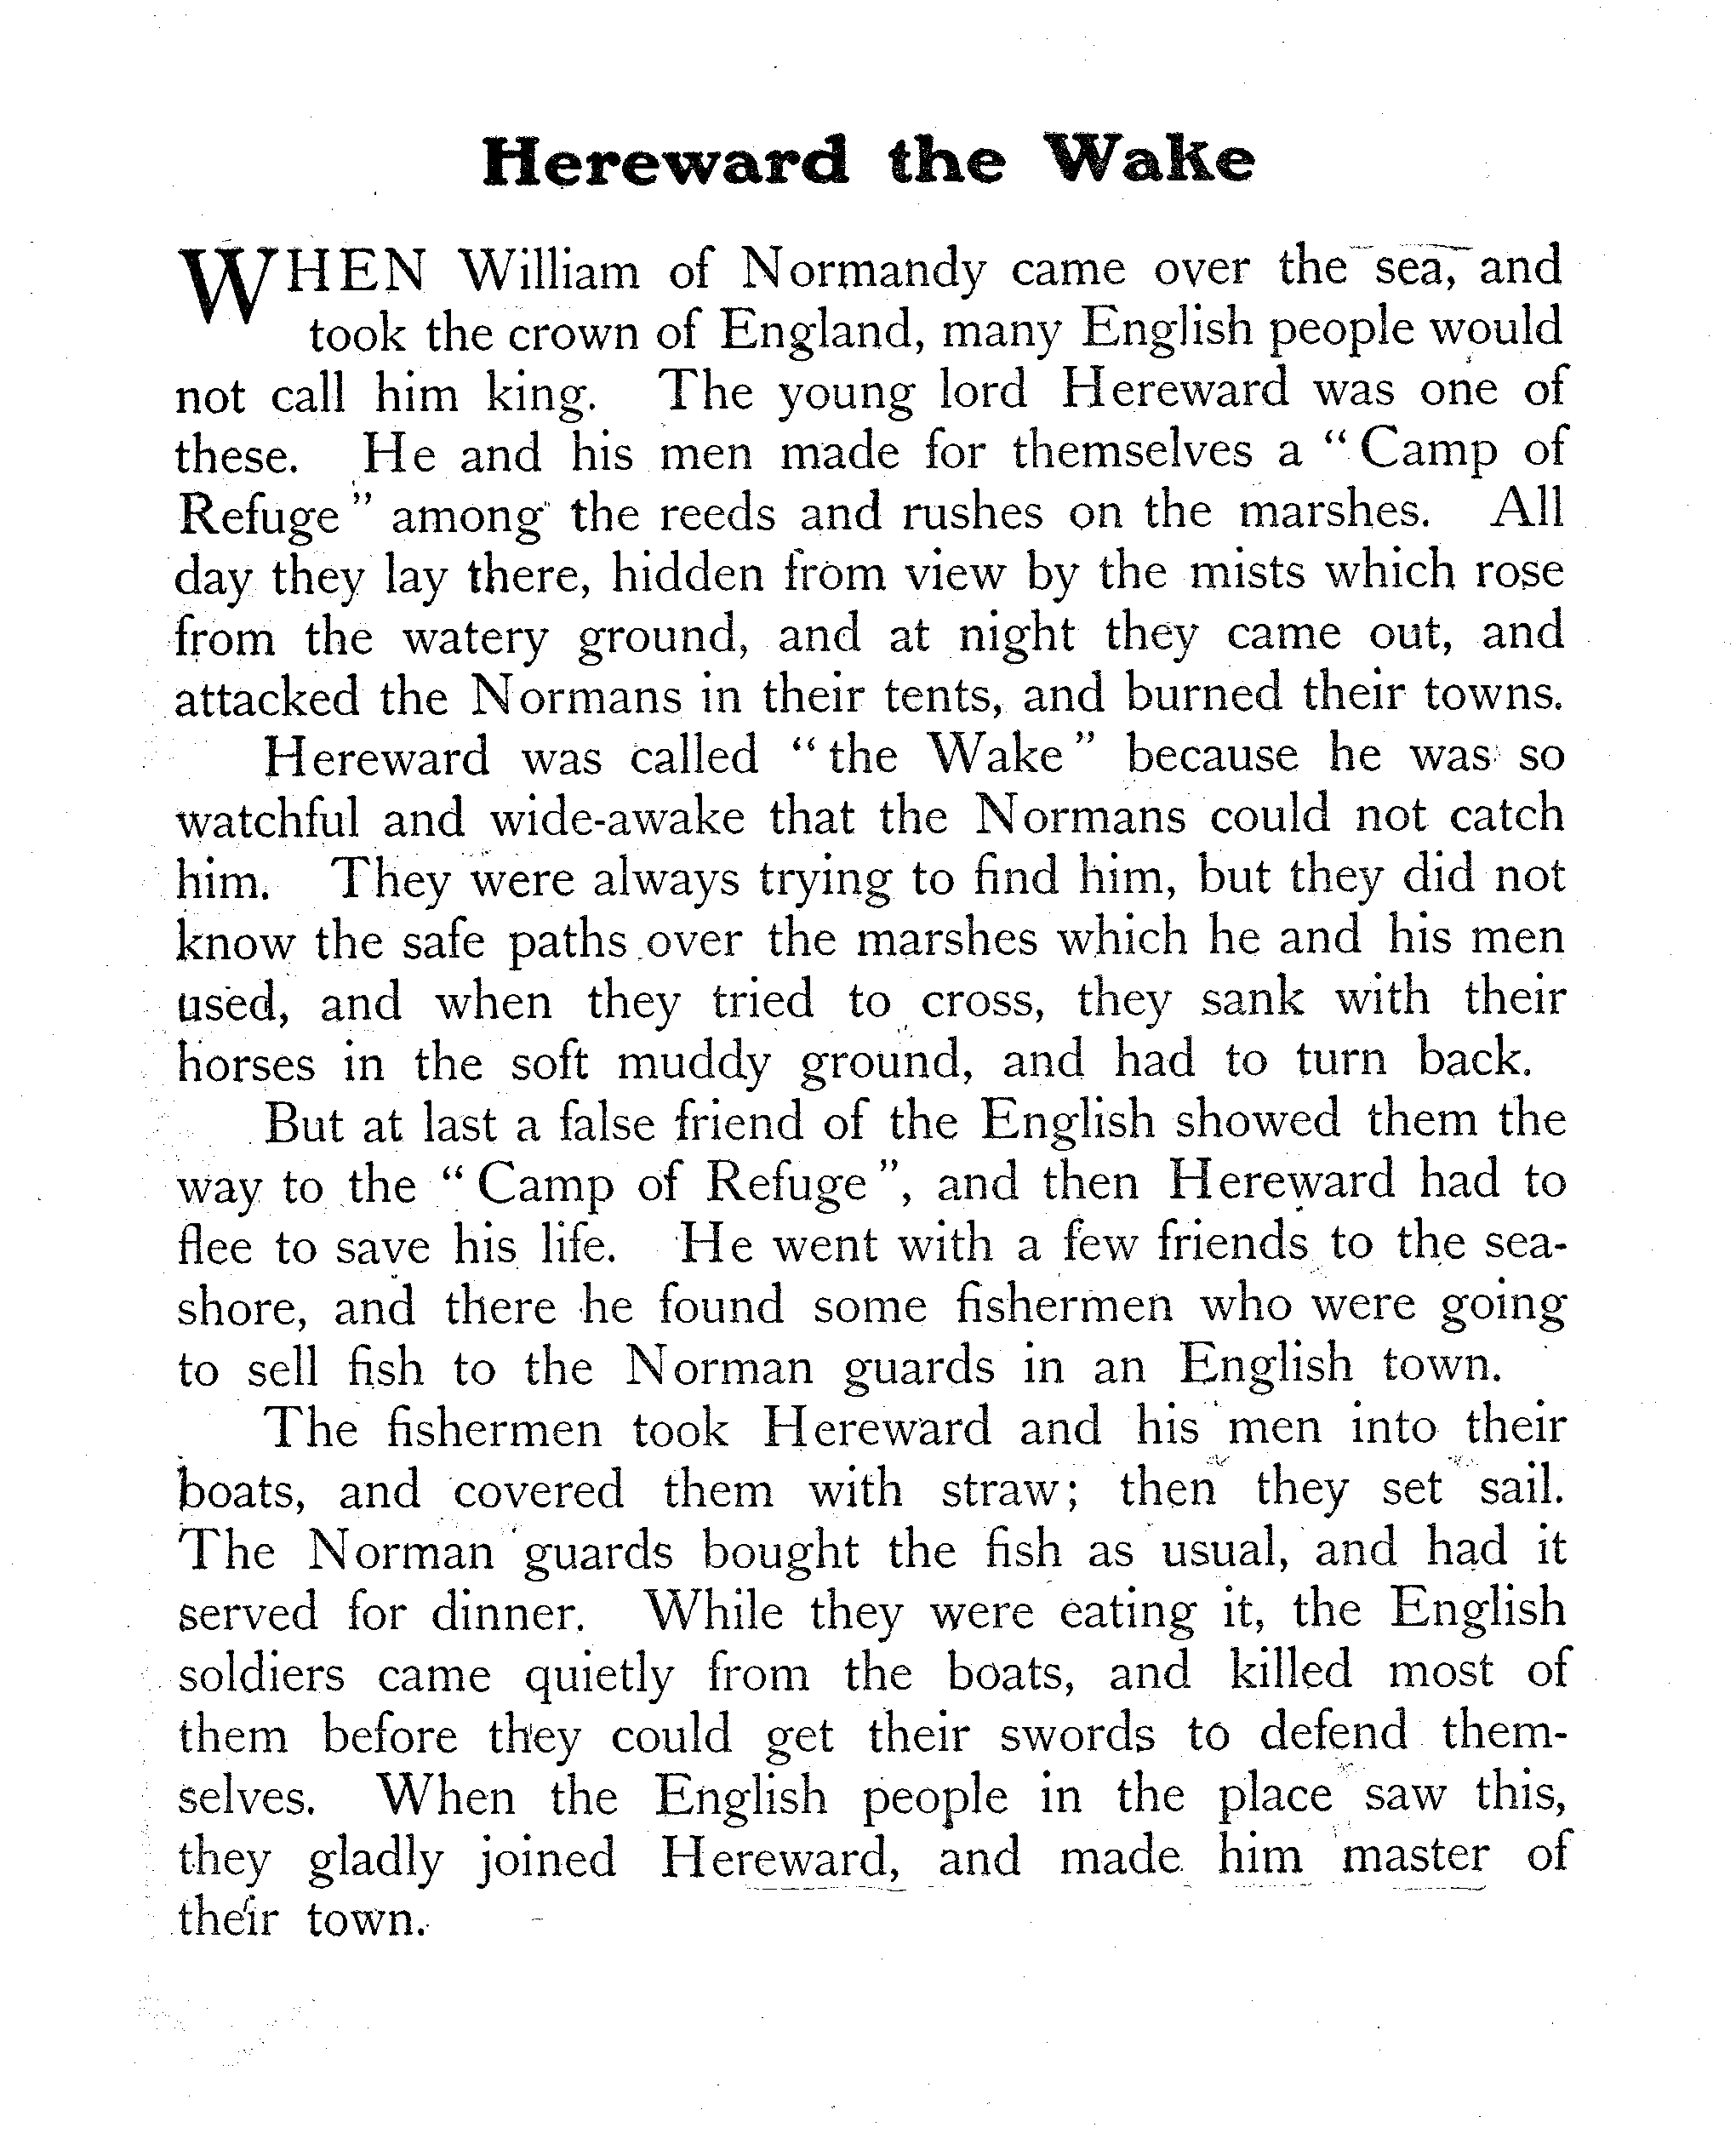 Hereward the Wake
WHEN William of Normandy came over the sea, and
took the crown of England, many English people would
not call him king. The young lord Hereward was one of
these. He and his men made for themselves a “ Camp of
Refuge ” among the reeds and rushes on the marshes. All
day they lay there, hidden from view by the mists which rose
from the watery ground, and at night they came out, and
attacked the Normans in their tents, and burned their towns.
Hereward was called “ the Wake ” because he was so
watchful and wide-awake that the Normans could not catch
him. They were always trying to find him, but they did not
know the safe paths over the marshes which he and his men
used, and when they tried to cross, they sank with their
horses in the soft muddy ground, and had to turn back.
But at last a false friend of the English showed them the
way to the “ Camp of Refuge ”, and then Hereward had to
flee to save his life. He went with a few friends to the sea-
shore, and there he found some fishermen who were going
to sell fish to the Norman guards in an English town.
The fishermen took Hereward and his men into their
boats, and covered them with straw; then they set sail.
The Norman guards bought the fish as usual, and had it
served for dinner. While they were eating it, the English
soldiers came quietly from the boats, and killed most of
them before they could get their swords to defend them-
selves. When the English people in the place saw this,
they gladly joined Hereward, and made him master of
their town.